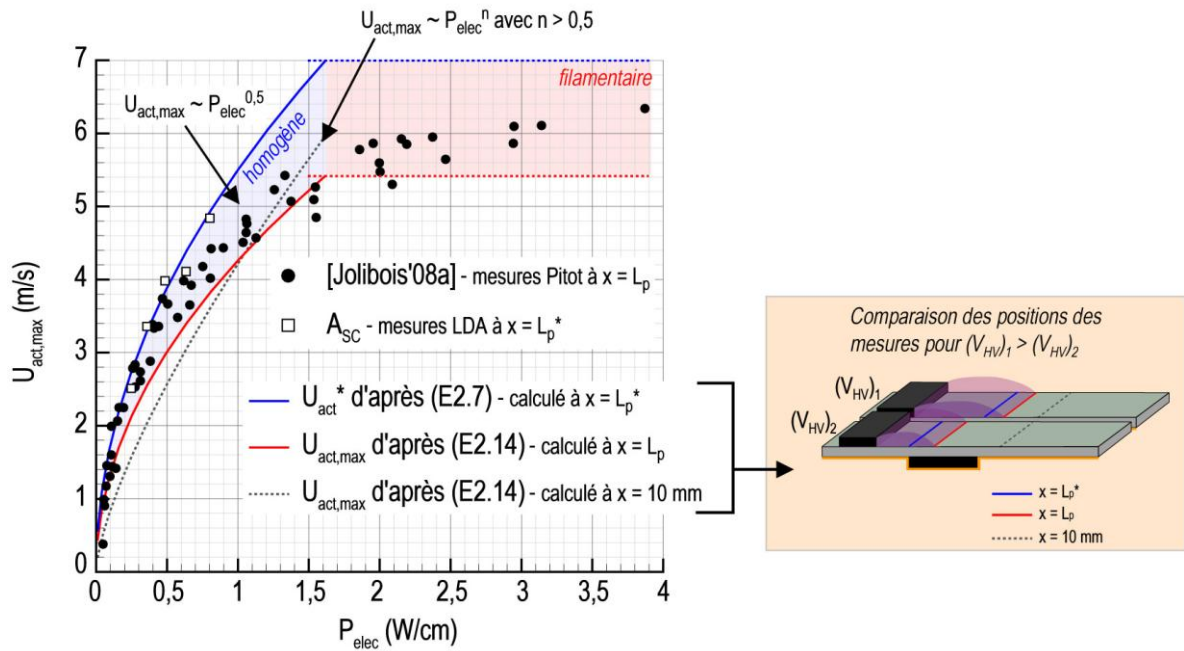 U_act,max ~ P_elec^n avec n > 0,5
U_act,max ~ P_elec^0,5
homogène
filamentaire
7
6
5
4
3
2
1
0
U_act,max (m/s)
[Jolibois'08a] - mesures Pitot à x = L_p
A_SC - mesures LDA à x = L_p*
U_act* d'après (E2.7) - calculé à x = L_p*
U_act,max d'après (E2.14) - calculé à x = L_p
U_act,max d'après (E2.14) - calculé à x = 10 mm
0 0,5 1 1,5 2 2,5 3 3,5 4
P_elec (W/cm)
Comparaison des positions des
mesures pour (V_HV)_1 > (V_HV)_2
(V_HV)_1
(V_HV)_2
x = L_p*
x = L_p
x = 10 mm